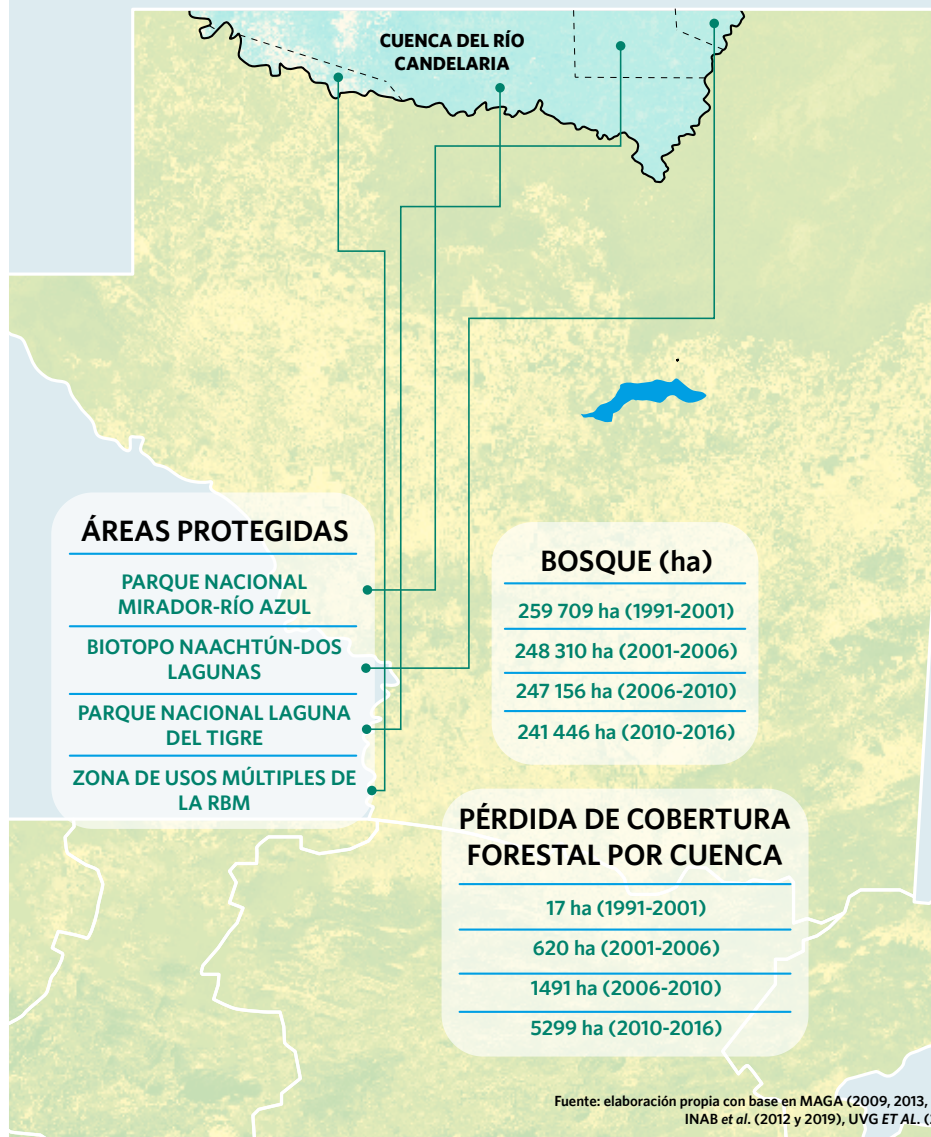 CUENCA DEL RÍO
CANDELARIA
ÁREAS PROTEGIDAS
PARQUE NACIONAL
MIRADOR-RÍO AZUL
BIOTOPO NAACHTÚN-DOS
LAGUNAS
PARQUE NACIONAL LAGUNA
DEL TIGRE
ZONA DE USOS MÚLTIPLES DE
LA RBM
BOSQUE (ha)
259 709 ha (1991-2001)
248 310 ha (2001-2006)
247 156 ha (2006-2010)
241 446 ha (2010-2016)
PÉRDIDA DE COBERTURA
FORESTAL POR CUENCA
17 ha (1991-2001)
620 ha (2001-2006)
1491 ha (2006-2010)
5299 ha (2010-2016)
Fuente: elaboración propia con base en MAGA (2009, 2013,
INAB et al. (2012 y 2019), UVG ET AL. (